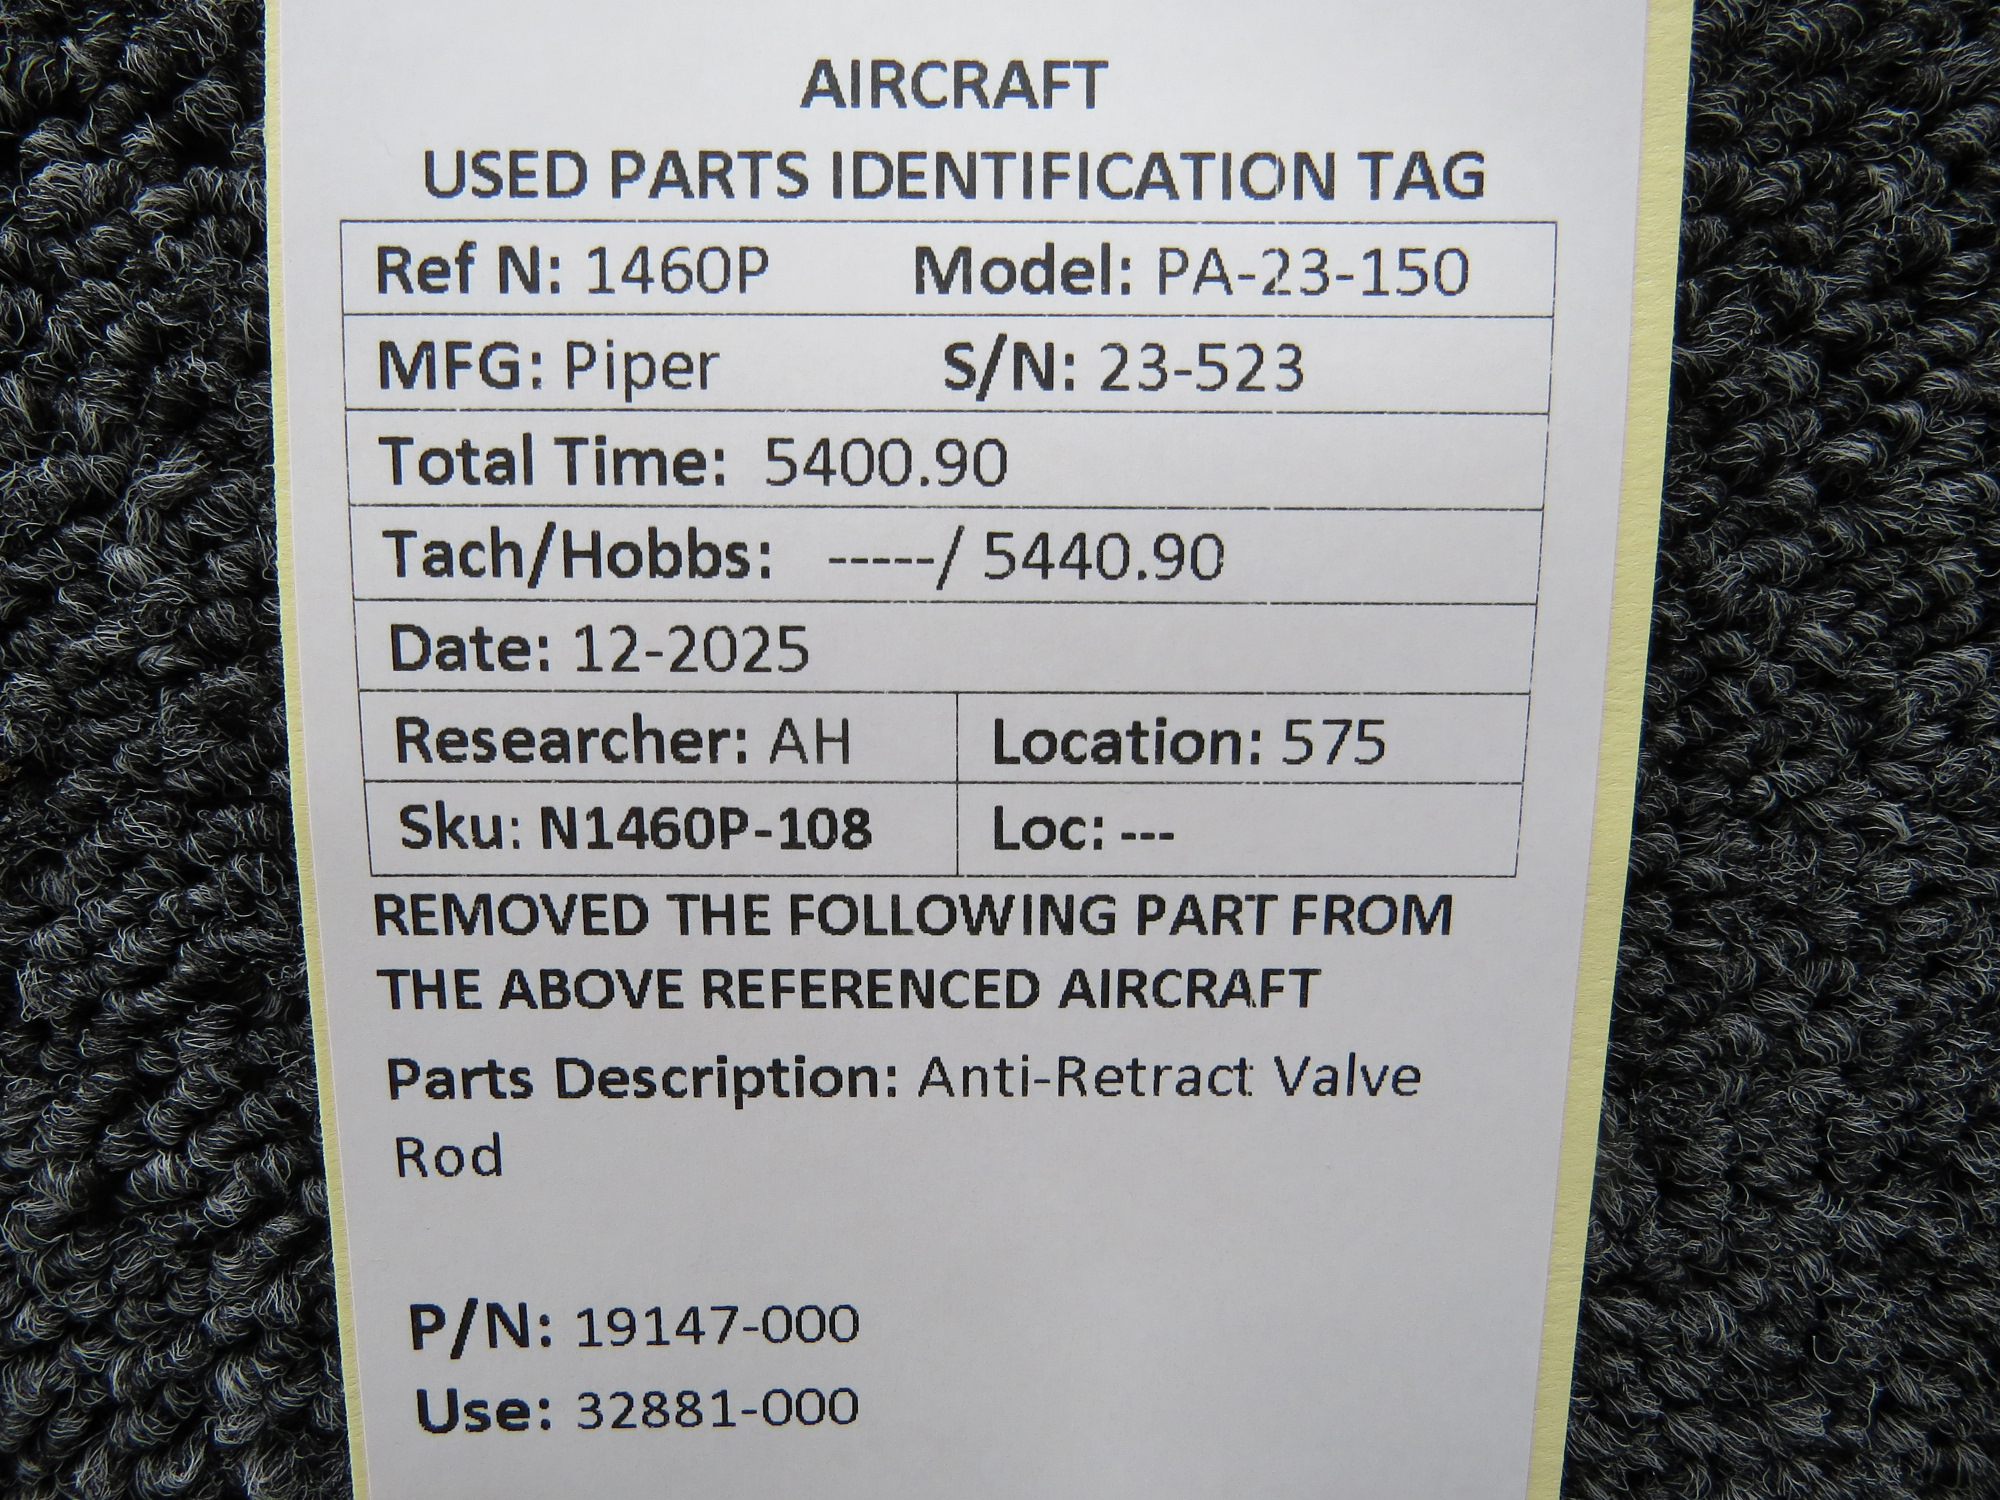 AIRCRAFT
USED PARTS IDENTIFICATION TAG
Ref N: 1460P Model: PA-23-150
MFG: Piper S/N: 23-523
Total Time: 5400.90
Tach/Hobbs: -----/ 5440.90
Date: 12-2025
Researcher: AH Location: 575
Sku: N1460P-108 Loc: ---
REMOVED THE FOLLOWING PART FROM
THE ABOVE REFERENCED AIRCRAFT
Parts Description: Anti-Retract Valve
Rod
P/N: 19147-000
Use: 32881-000